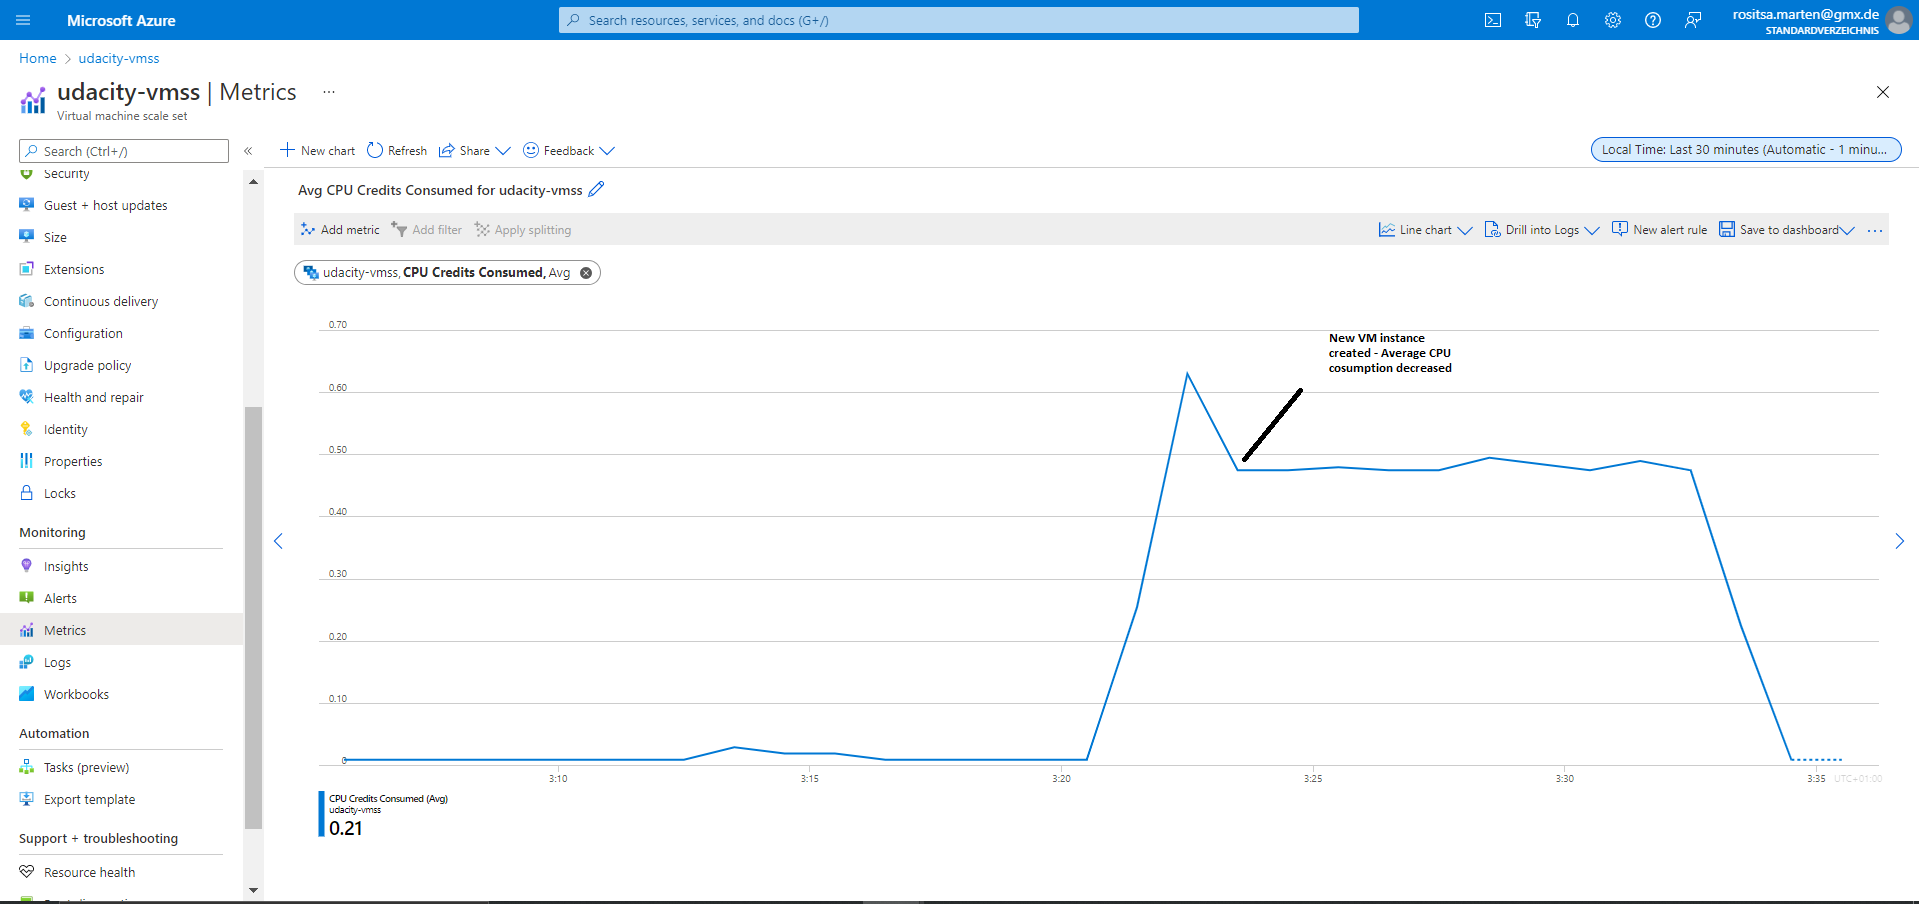 Microsoft Azure
Search resources, services, and docs (G+/)
rositsa.marten@gmx.de
STANDARDVERZEICHNIS
Home > udacity-vmss
udacity-vmss | Metrics ...
Virtual machine scale set
Search (Ctrl+/)
«
New chart Refresh Share Feedback
Local Time: Last 30 minutes (Automatic - 1 minu...
Security
Guest + host updates
Size
Extensions
Continuous delivery
Configuration
Upgrade policy
Health and repair
Identity
Properties
Locks
Monitoring
Insights
Alerts
Metrics
Logs
Workbooks
Automation
Tasks (preview)
Export template
Support + troubleshooting
Resource health
Avg CPU Credits Consumed for udacity-vmss
Add metric Add filter Apply splitting
Line chart Drill into Logs New alert rule Save to dashboard ...
udacity-vmss, CPU Credits Consumed, Avg
0.70
0.60
0.50
0.40
0.30
0.20
0.10
0
New VM instance
created - Average CPU
cosumption decreased
3:10 3:15 3:20 3:25 3:30 3:35 UTC+01:00
CPU Credits Consumed (Avg)
udacity-vmss
0.21